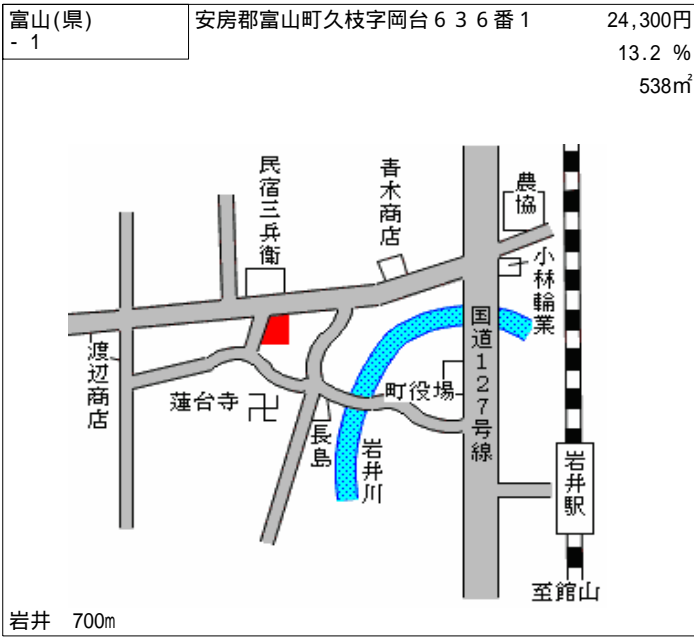 富山(県)
- 1
安房郡富山町久枝字岡台６３６番１
24,300円
13.2 %
538㎡
民宿三兵衛
青木商店
農協
小林輪業
国道127号線
渡辺商店
蓮台寺
卍
長島
町役場
岩井川
岩井駅
至館山
岩井 700m